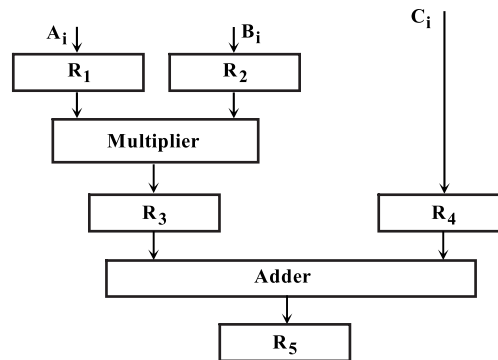 Ai Bi Ci
R1 R2
Multiplier
R3 R4
Adder
R5